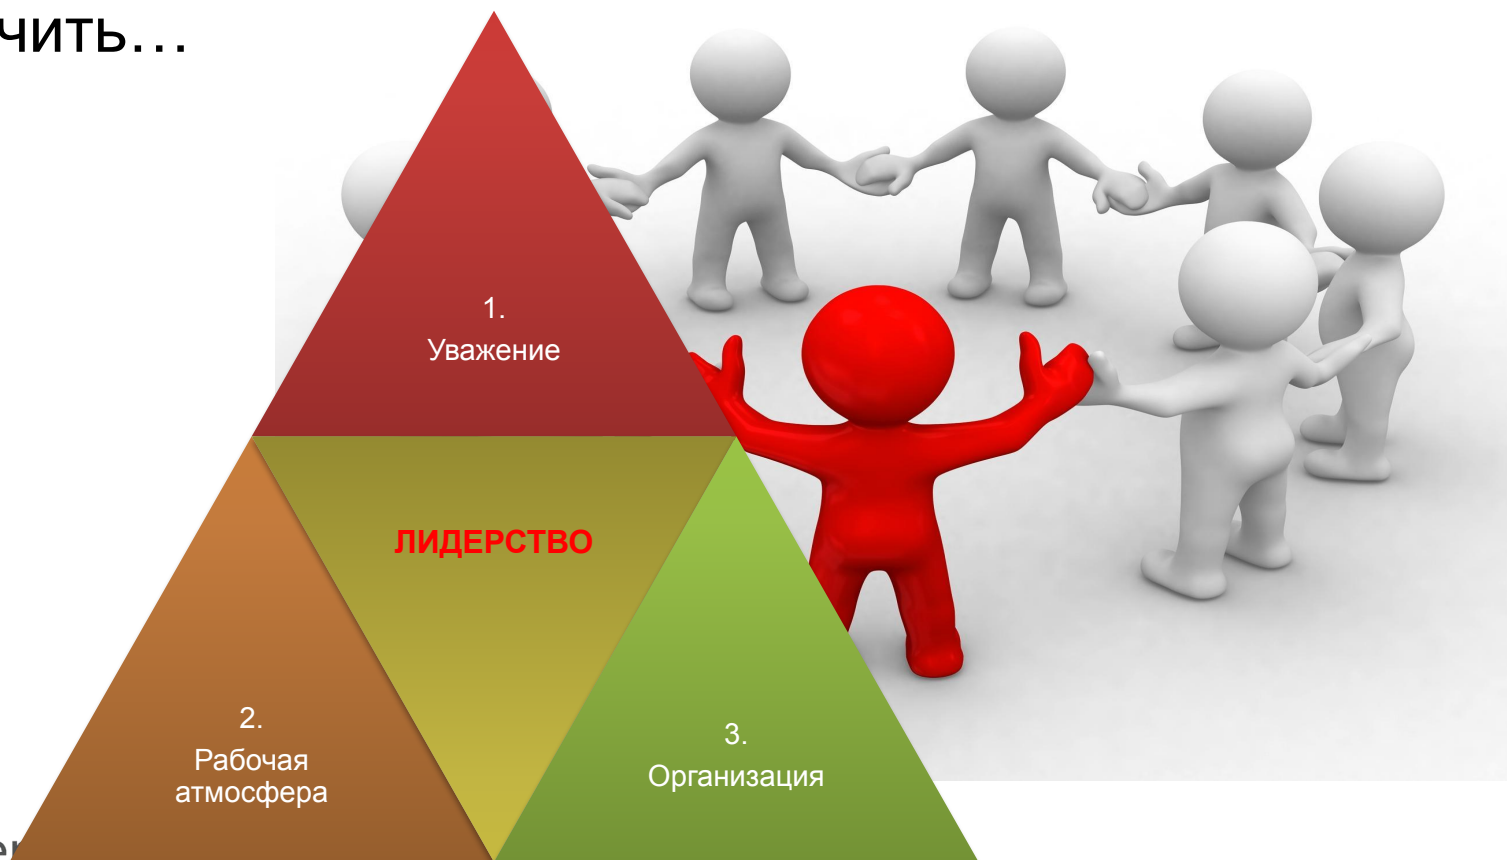 чить…
1.
Уважение
ЛИДЕРСТВО
2.
Рабочая
атмосфера
3.
Организация